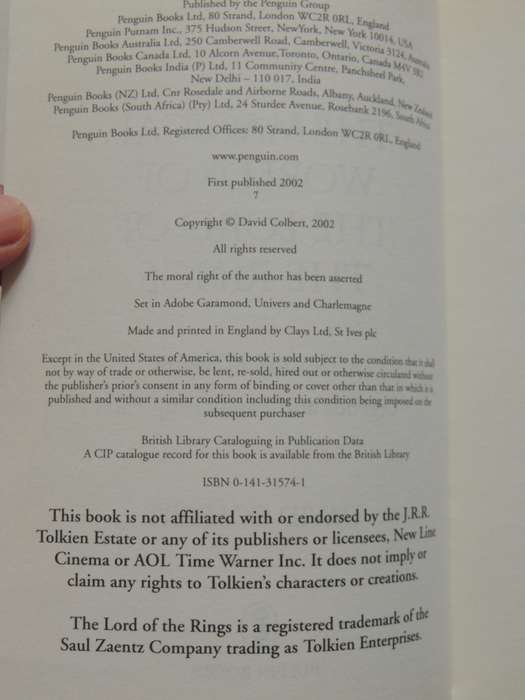 Published by the Penguin Group
Penguin Books Ltd, 80 Strand, London WC2R 0RL, England
Penguin Putnam Inc., 375 Hudson Street, NewYork, New York 10014, USA
Penguin Books Australia Ltd, 250 Camberwell Road, Camberwell, Victoria 3124, Australia
Penguin Books Canada Ltd, 10 Alcorn Avenue, Toronto, Ontario, Canada M4V 3B2
Penguin Books India (P) Ltd, 11 Community Centre, Panchsheel Park,
New Delhi – 110 017, India
Penguin Books (NZ) Ltd, Cnr Rosedale and Airborne Roads, Albany, Auckland, New Zealand
Penguin Books (South Africa) (Pty) Ltd, 24 Sturdee Avenue, Rosebank 2196, South Africa
Penguin Books Ltd, Registered Offices: 80 Strand, London WC2R 0RL, England
www.penguin.com
First published 2002
7
Copyright © David Colbert, 2002
All rights reserved
The moral right of the author has been asserted
Set in Adobe Garamond, Univers and Charlemagne
Made and printed in England by Clays Ltd, St Ives plc
Except in the United States of America, this book is sold subject to the condition that it shall
not by way of trade or otherwise, be lent, re-sold, hired out or otherwise circulated without
the publisher's prior's consent in any form of binding or cover other than that in which it is
published and without a similar condition including this condition being imposed on the
subsequent purchaser
British Library Cataloguing in Publication Data
A CIP catalogue record for this book is available from the British Library
ISBN 0-141-31574-1
This book is not affiliated with or endorsed by the J.R.R.
Tolkien Estate or any of its publishers or licensees, New Line
Cinema or AOL Time Warner Inc. It does not imply or
claim any rights to Tolkien's characters or creations.
The Lord of the Rings is a registered trademark of the
Saul Zaentz Company trading as Tolkien Enterprises.